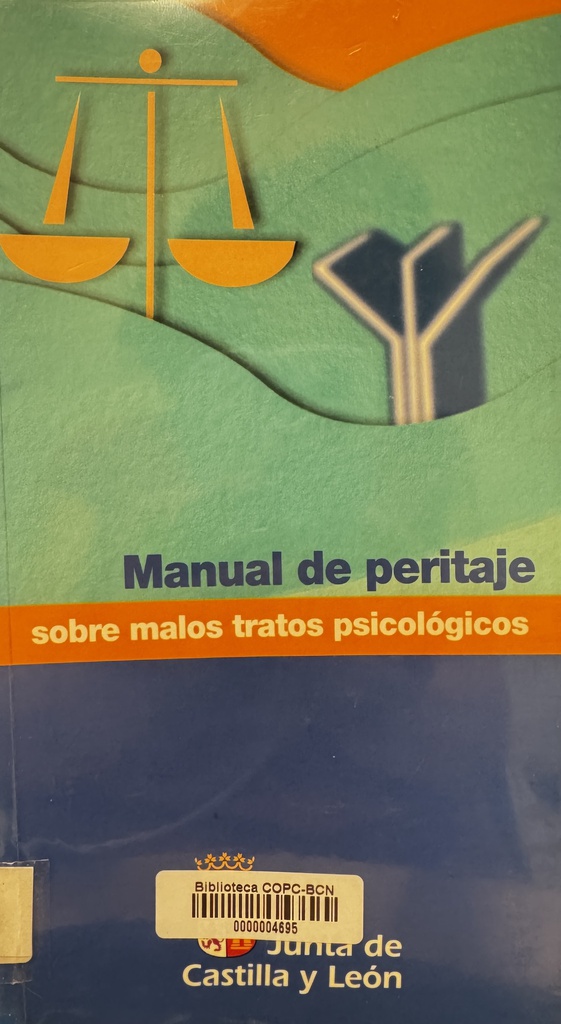 Manual de peritaje
sobre malos tratos psicológicos
Biblioteca COPC-BCN
0000004695
Junta de
Castilla y León